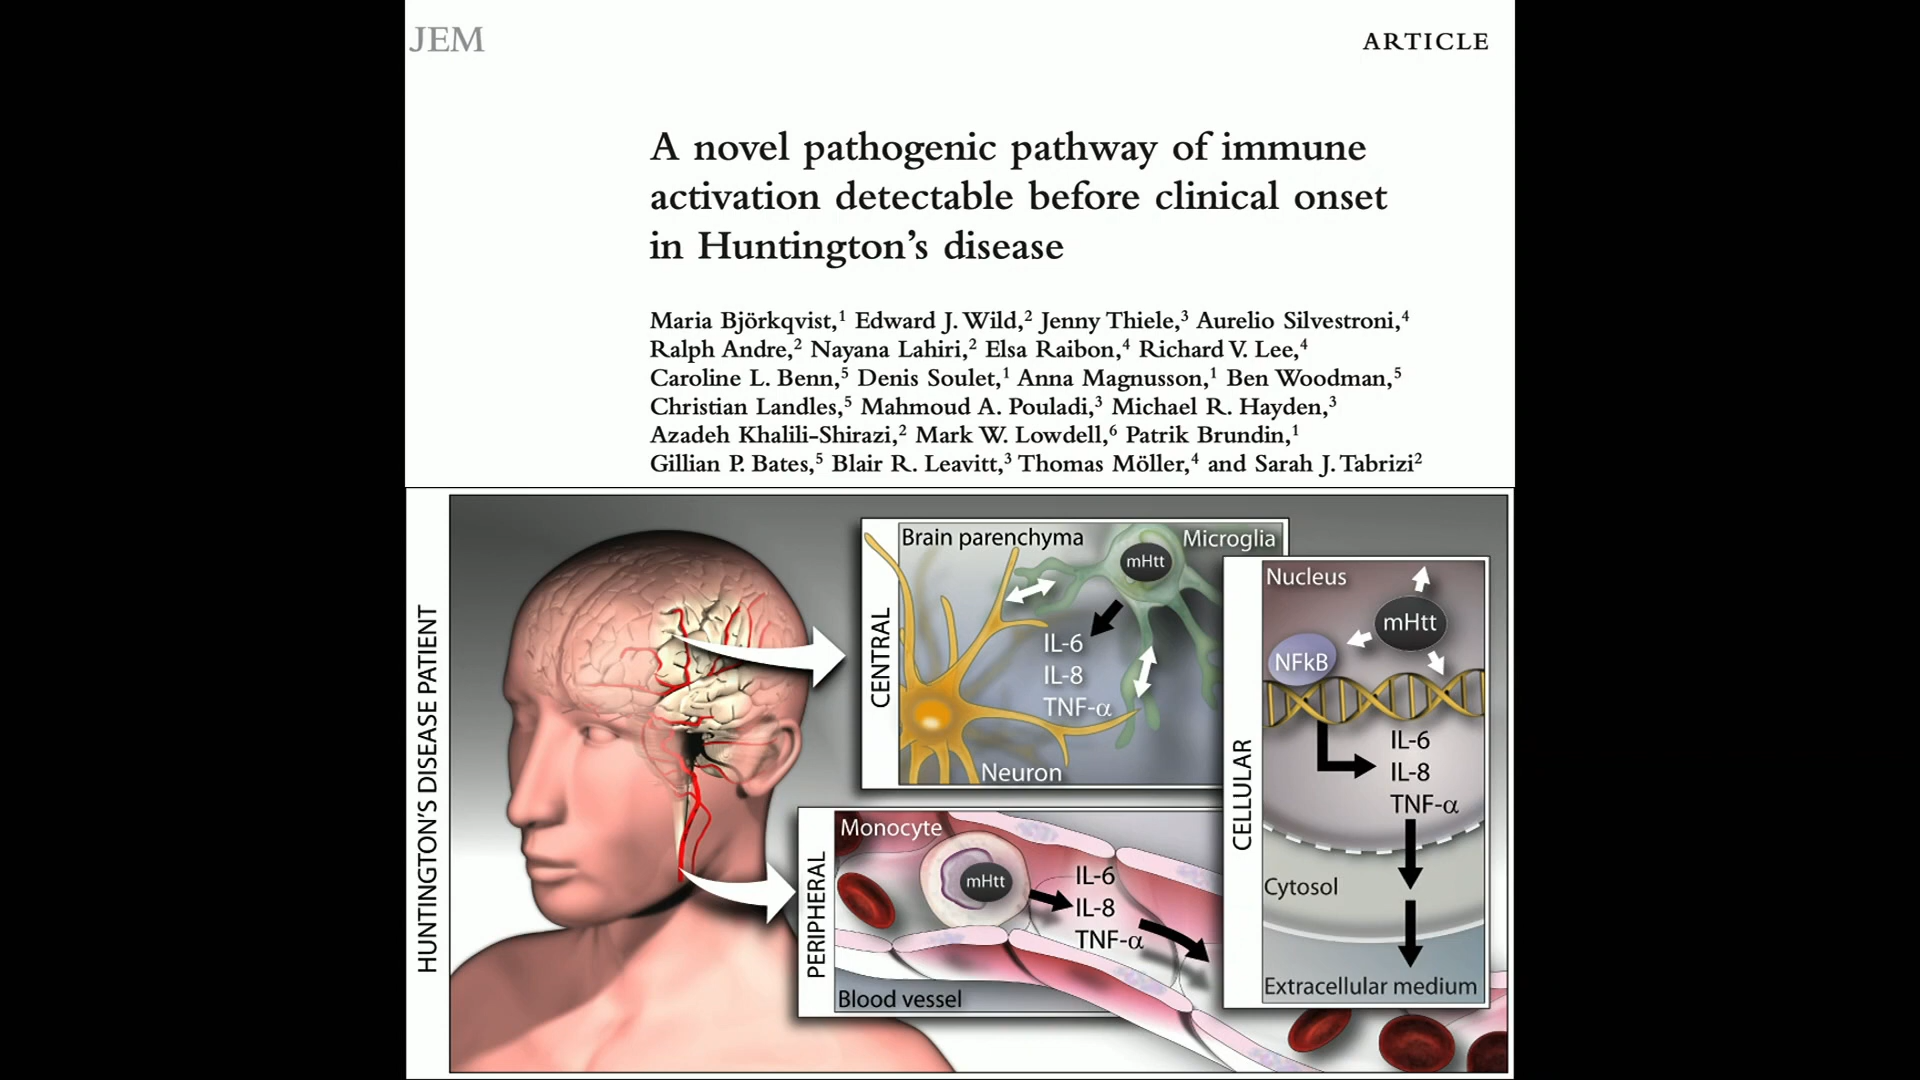 JEM
ARTICLE
A novel pathogenic pathway of immune
activation detectable before clinical onset
in Huntington’s disease
Maria Björkqvist,¹ Edward J. Wild,² Jenny Thiele,³ Aurelio Silvestroni,⁴
Ralph Andre,² Nayana Lahiri,² Elsa Raibon,⁴ Richard V. Lee,⁴
Caroline L. Benn,⁵ Denis Soulet,¹ Anna Magnusson,¹ Ben Woodman,⁵
Christian Landles,⁵ Mahmoud A. Pouladi,³ Michael R. Hayden,³
Azadeh Khalili-Shirazi,² Mark W. Lowdell,⁶ Patrik Brundin,¹
Gillian P. Bates,⁵ Blair R. Leavitt,³ Thomas Möller,⁴ and Sarah J. Tabrizi²
HUNTINGTON’S DISEASE PATIENT
CENTRAL
Brain parenchyma
Microglia
mHtt
IL-6
IL-8
TNF-α
Neuron
PERIPHERAL
Monocyte
mHtt
IL-6
IL-8
TNF-α
Blood vessel
CELLULAR
Nucleus
mHtt
NFkB
IL-6
IL-8
TNF-α
Cytosol
Extracellular medium